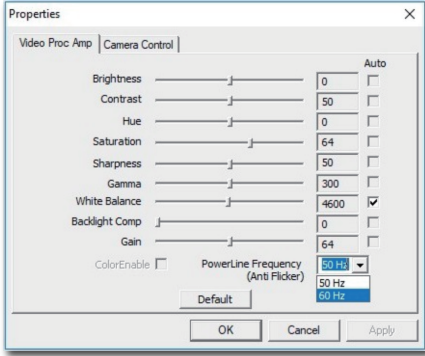 Properties
Video Proc Amp Camera Control
Auto
Brightness 0
Contrast 50
Hue 0
Saturation 64
Sharpness 50
Gamma 300
White Balance 4600
Backlight Comp 0
Gain 64
ColorEnable PowerLine Frequency 50 Hz
(Anti Flicker)
50 Hz
60 Hz
Default
OK Cancel Apply